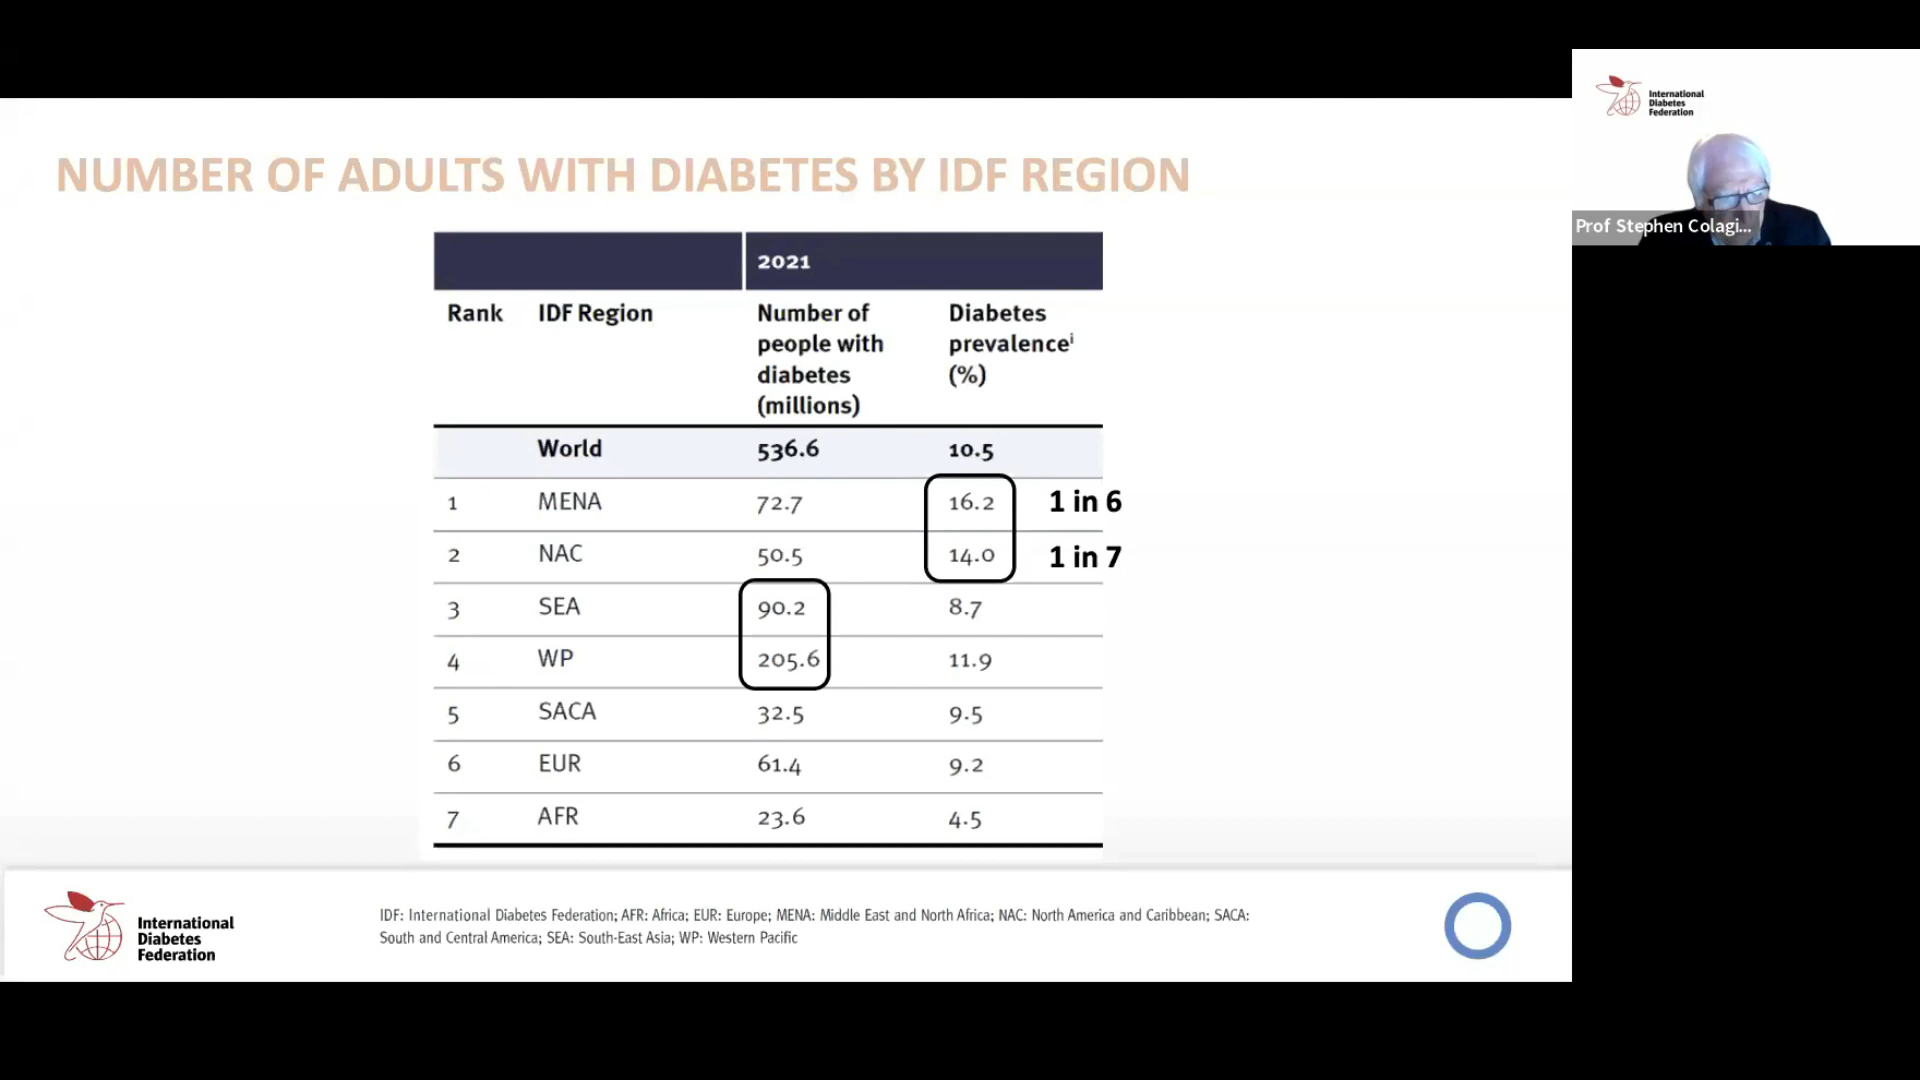 International
Diabetes
Federation
Prof Stephen Colagi...
NUMBER OF ADULTS WITH DIABETES BY IDF REGION
2021
Rank IDF Region Number of people with diabetes (millions) Diabetes prevalenceⁱ (%)
World 536.6 10.5
1 MENA 72.7 16.2 1 in 6
2 NAC 50.5 14.0 1 in 7
3 SEA 90.2 8.7
4 WP 205.6 11.9
5 SACA 32.5 9.5
6 EUR 61.4 9.2
7 AFR 23.6 4.5
International
Diabetes
Federation
IDF: International Diabetes Federation; AFR: Africa; EUR: Europe; MENA: Middle East and North Africa; NAC: North America and Caribbean; SACA:
South and Central America; SEA: South-East Asia; WP: Western Pacific